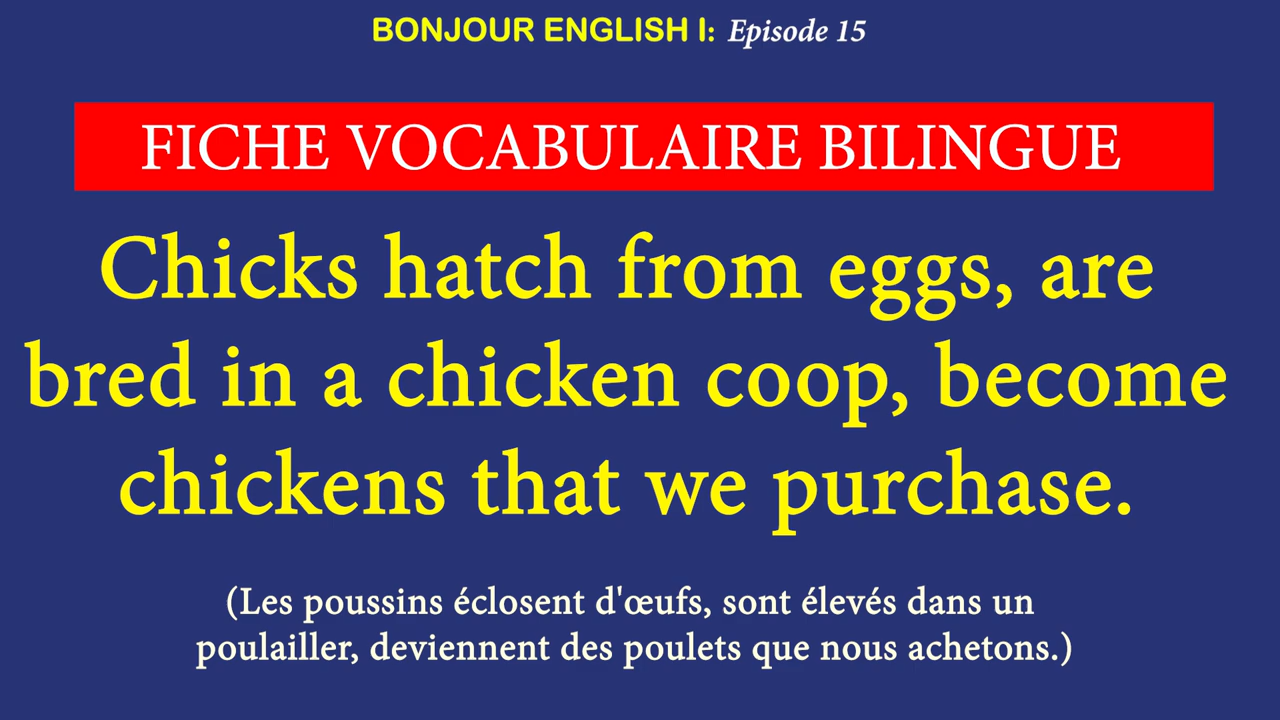 BONJOUR ENGLISH I: Episode 15
FICHE VOCABULAIRE BILINGUE
Chicks hatch from eggs, are
bred in a chicken coop, become
chickens that we purchase.
(Les poussins éclosent d'œufs, sont élevés dans un
poulailler, deviennent des poulets que nous achetons.)